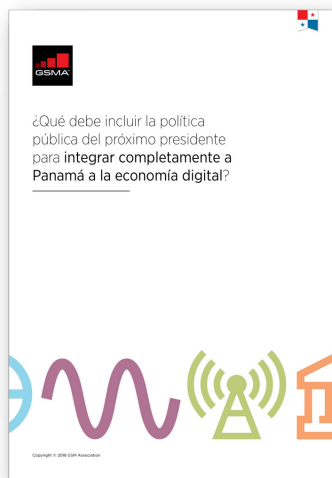 GSMA
¿Qué debe incluir la política
pública del próximo presidente
para integrar completamente a
Panamá a la economía digital?
Copyright © 2018 GSM Association